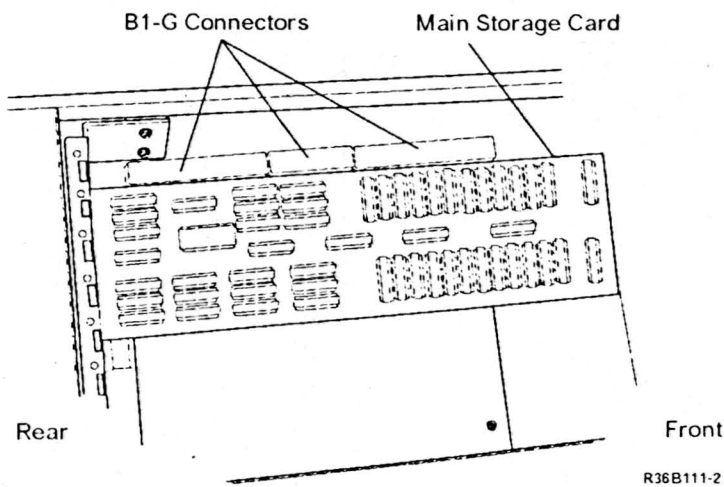 B1-G Connectors
Main Storage Card
Rear
Front
R36B111-2